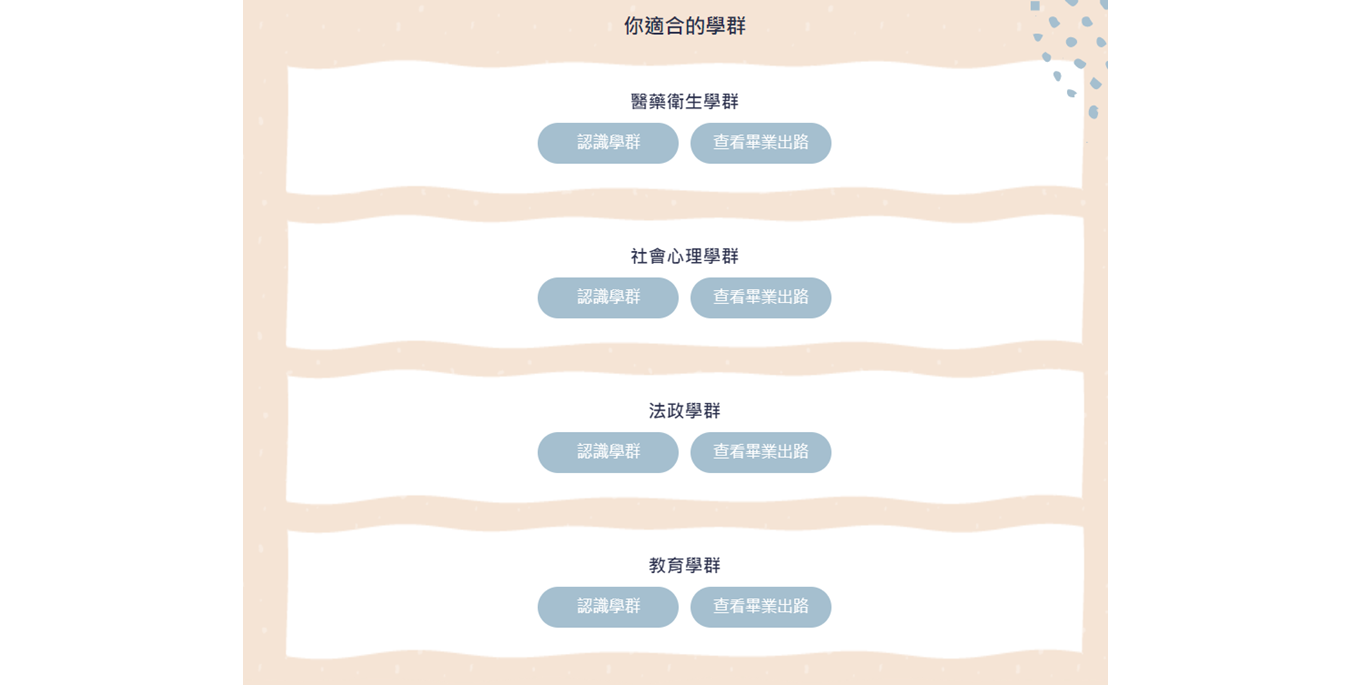 你適合的學群
醫藥衛生學群
認識學群 查看畢業出路
社會心理學群
認識學群 查看畢業出路
法政學群
認識學群 查看畢業出路
教育學群
認識學群 查看畢業出路